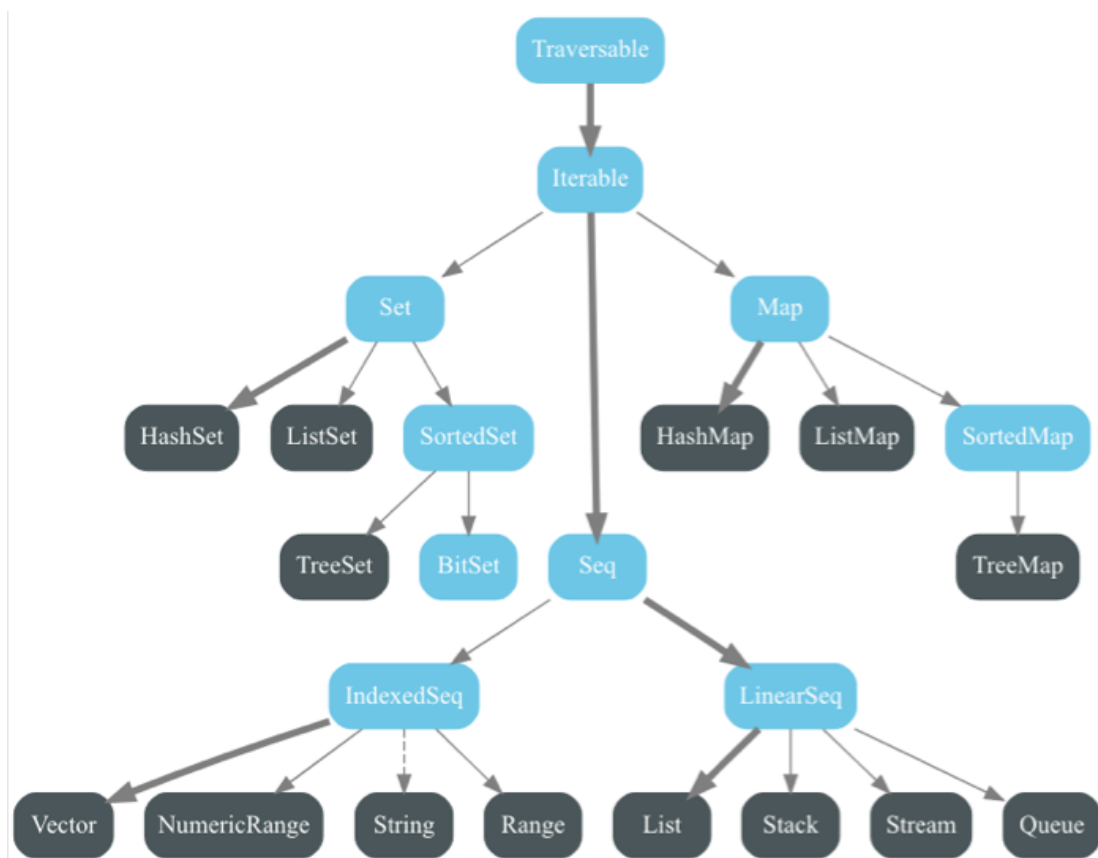 Traversable
Iterable
Set
Map
HashSet
ListSet
SortedSet
HashMap
ListMap
SortedMap
TreeSet
BitSet
Seq
TreeMap
IndexedSeq
LinearSeq
Vector
NumericRange
String
Range
List
Stack
Stream
Queue